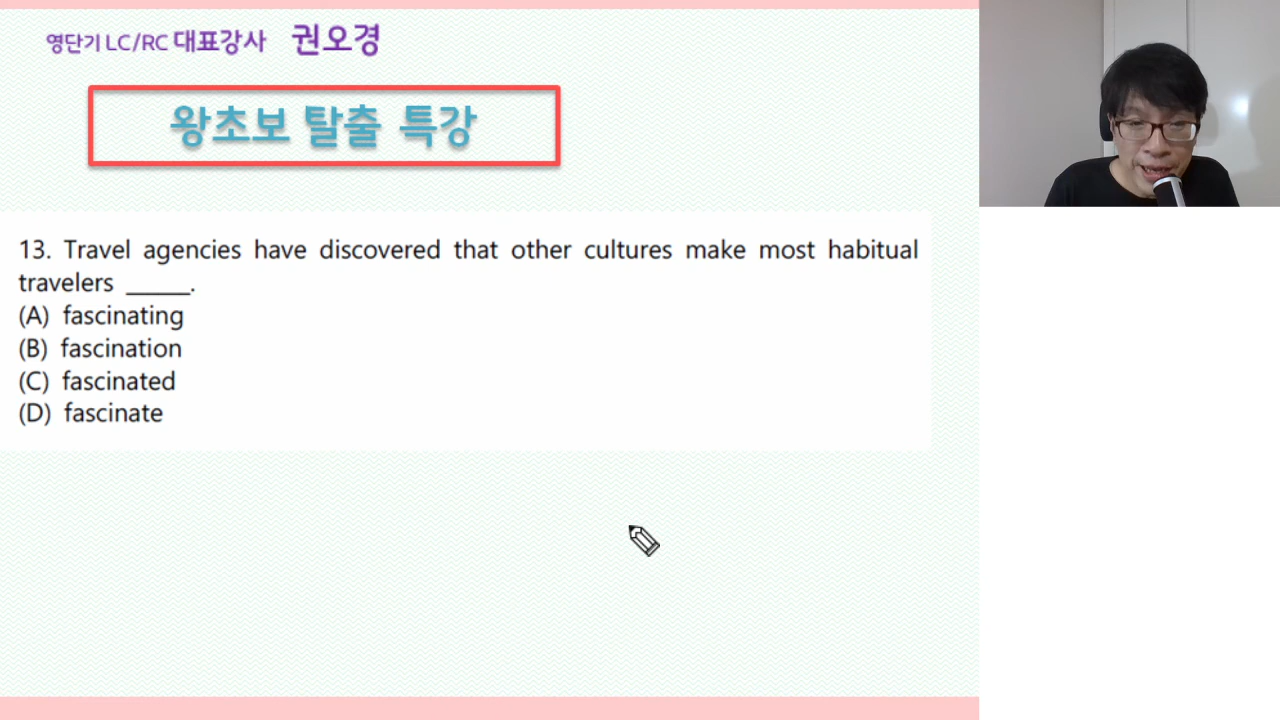 영단기 LC/RC 대표강사 권오경
왕초보 탈출 특강
13. Travel agencies have discovered that other cultures make most habitual
travelers _____.
(A) fascinating
(B) fascination
(C) fascinated
(D) fascinate